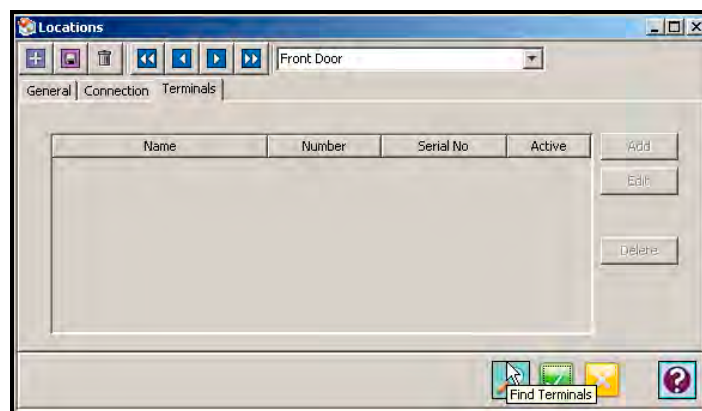 Locations
Front Door
General Connection Terminals
Name Number Serial No Active Add
Edit
Delete
Find Terminals